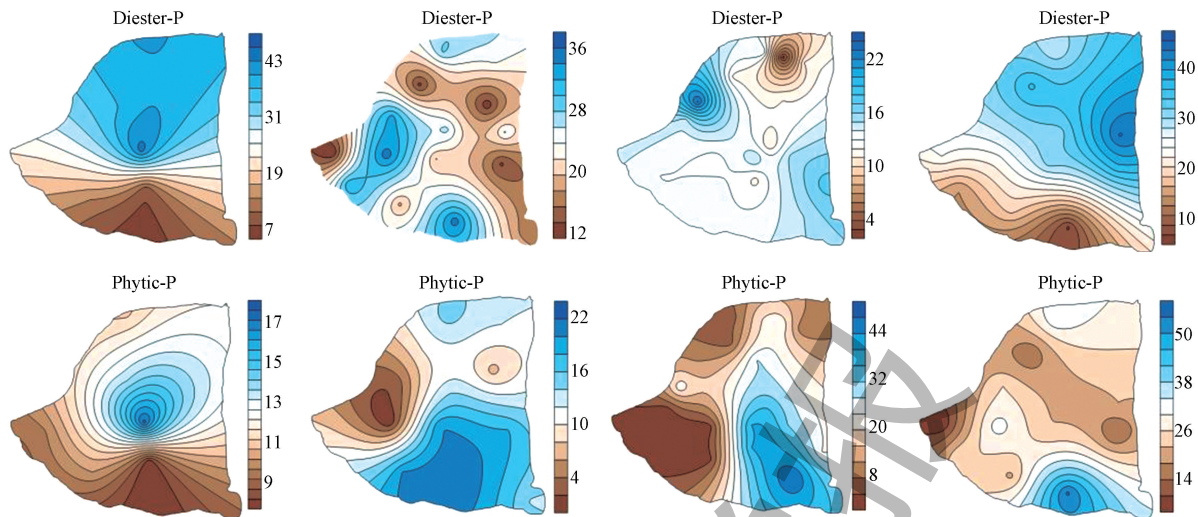 Diester-P Diester-P Diester-P Diester-P
43 31 19 7
36 28 20 12
22 16 10 4
40 30 20 10
Phytic-P Phytic-P Phytic-P Phytic-P
17 15 13 11 9
22 16 10 4
44 32 20 8
50 38 26 14